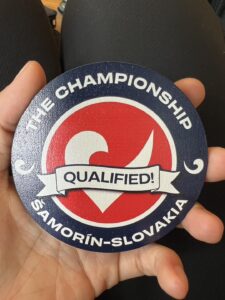 THE CHAMPIONSHIP
QUALIFIED!
ŠAMORÍN-SLOVAKIA